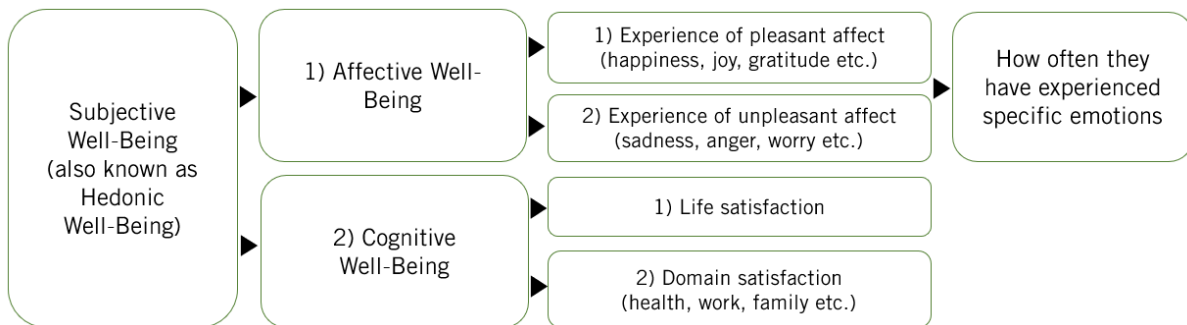 Subjective
Well-Being
(also known as
Hedonic
Well-Being)
1) Affective Well-
Being
1) Experience of pleasant affect
(happiness, joy, gratitude etc.)
2) Experience of unpleasant affect
(sadness, anger, worry etc.)
How often they
have experienced
specific emotions
2) Cognitive
Well-Being
1) Life satisfaction
2) Domain satisfaction
(health, work, family etc.)